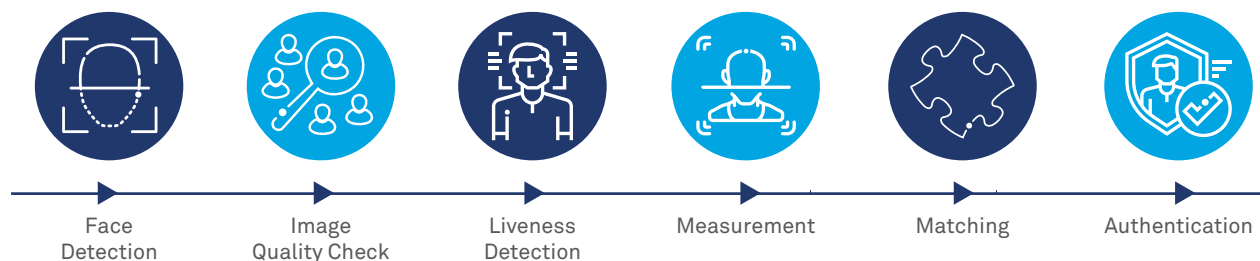 Face
Detection
Image
Quality Check
Liveness
Detection
Measurement
Matching
Authentication